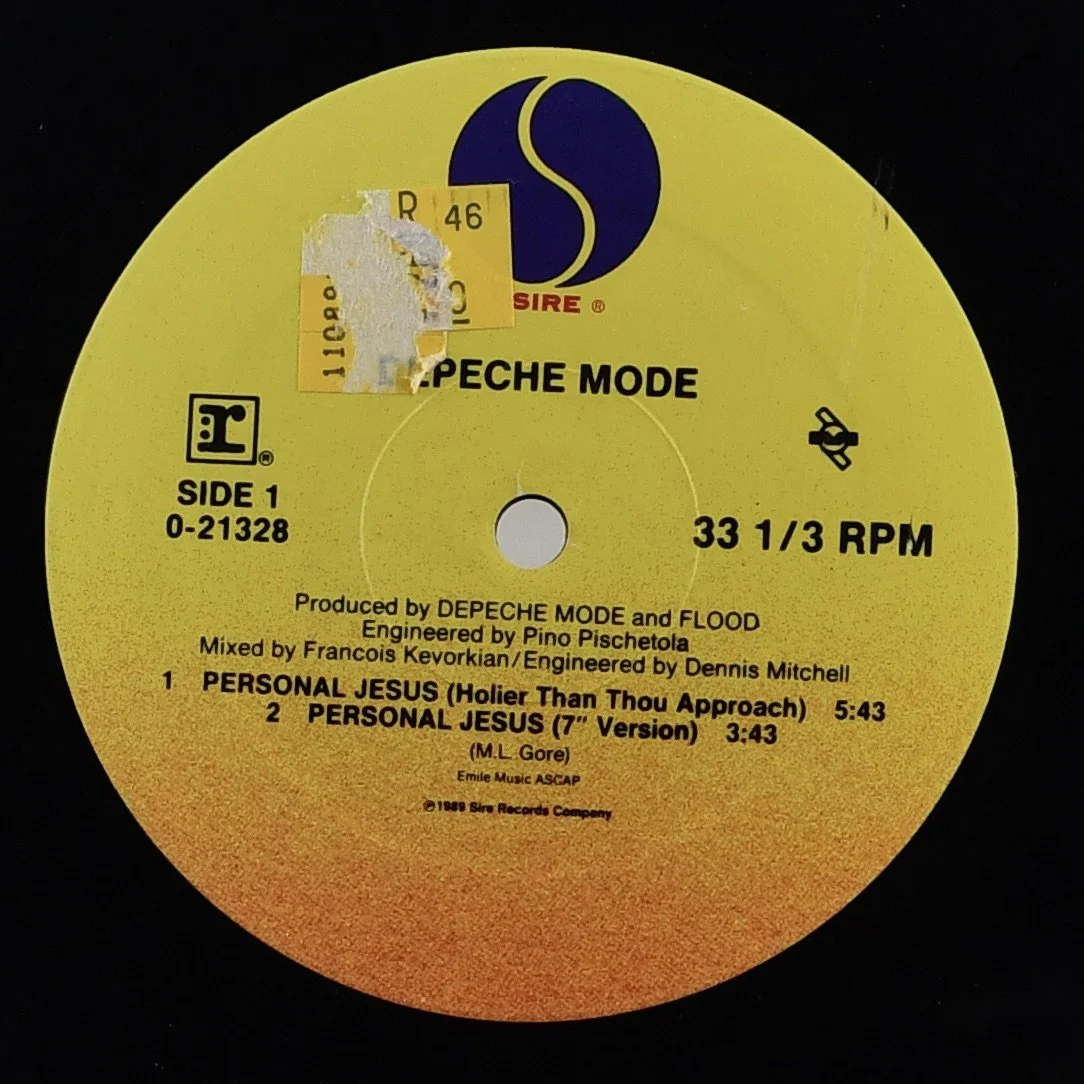 R 46
11088
SIRE ®
DEPECHE MODE
r ®
SIDE 1
0-21328
33 1/3 RPM
Produced by DEPECHE MODE and FLOOD
Engineered by Pino Pischetola
Mixed by Francois Kevorkian/Engineered by Dennis Mitchell
1 PERSONAL JESUS (Holier Than Thou Approach) 5:43
2 PERSONAL JESUS (7" Version) 3:43
(M.L. Gore)
Emile Music ASCAP
℗1989 Sire Records Company